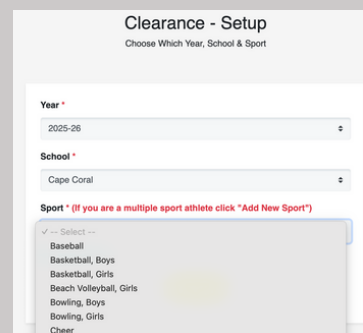 Clearance - Setup
Choose Which Year, School & Sport
Year *
2025-26
School *
Cape Coral
Sport * (If you are a multiple sport athlete click "Add New Sport")
✓ -- Select --
Baseball
Basketball, Boys
Basketball, Girls
Beach Volleyball, Girls
Bowling, Boys
Bowling, Girls
Cheer